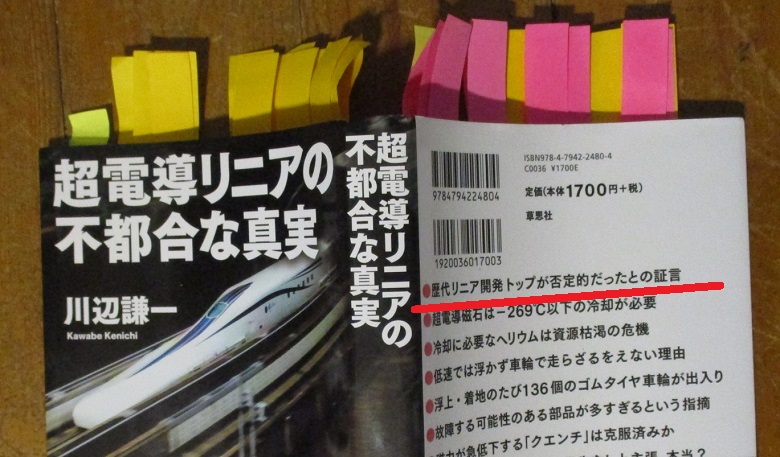 超電導リニアの
不都合な真実
川辺謙一
Kawabe Kenichi
超電導リニアの
不都合な真実
ISBN978-4-7942-2480-4
C0036 ¥1700E
9784794224804
定価(本体1700円+税)
草思社
1920036017003
●歴代リニア開発トップが否定的だったとの証言
●超電導磁石は−269℃以下の冷却が必要
●冷却に必要なヘリウムは資源枯渇の危機
●低速では浮かず車輪で走らざるをえない理由
●浮上・着地のたび136個のゴムタイヤ車輪が出入り
●故障する可能性のある部品が多すぎるという指摘
●磁力が急低下する「クエンチ」は克服済みか